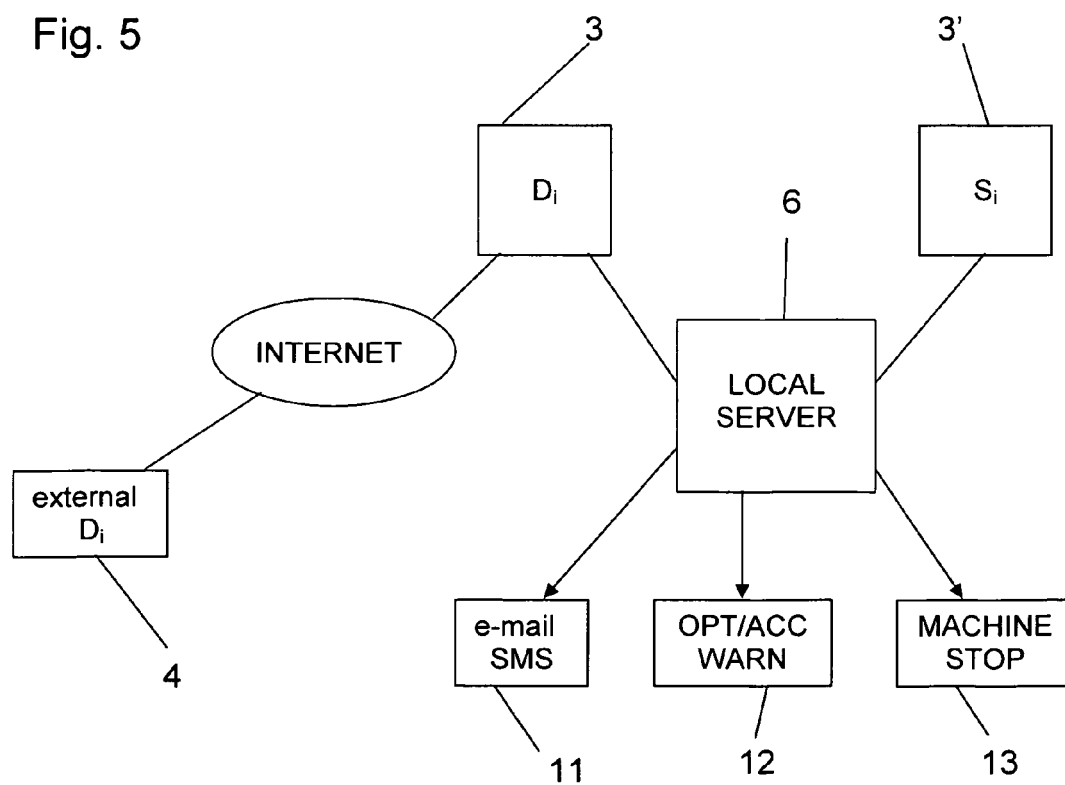 Fig. 5
3
3’
Dᵢ
Sᵢ
6
INTERNET
LOCAL
SERVER
external
Dᵢ
e-mail
SMS
OPT/ACC
WARN
MACHINE
STOP
4
11
12
13